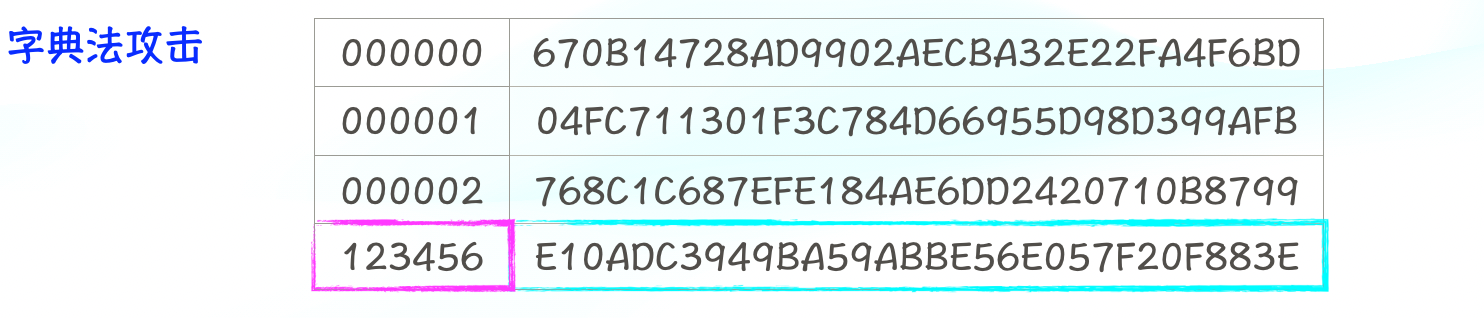 字典法攻击
000000 670B14728AD9902AECBA32E22FA4F6BD
000001 04FC711301F3C784D66955D98D399AFB
000002 768C1C687EFE184AE6DD2420710B8799
123456 E10ADC3949BA59ABBE56E057F20F883E